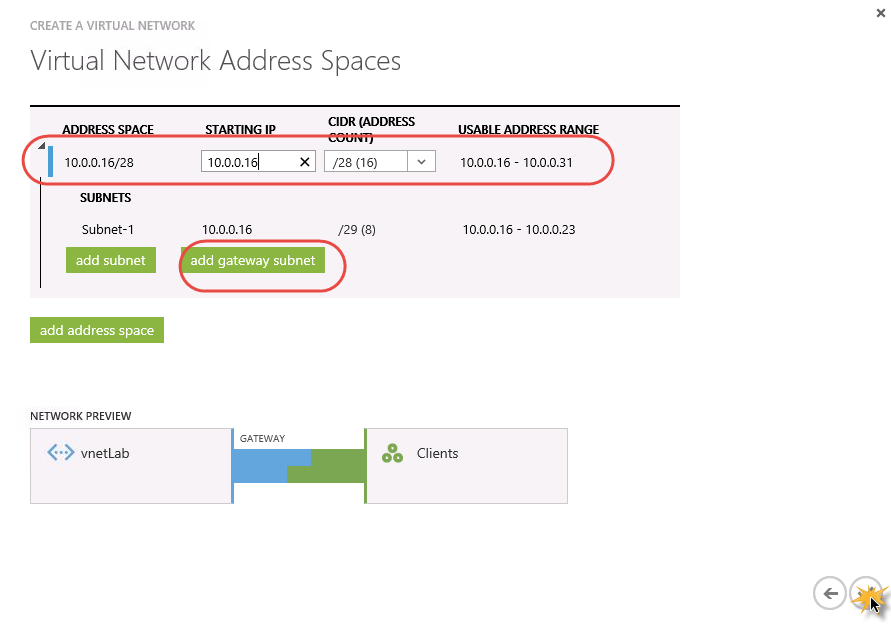 CREATE A VIRTUAL NETWORK
Virtual Network Address Spaces
ADDRESS SPACE STARTING IP CIDR (ADDRESS COUNT) USABLE ADDRESS RANGE
10.0.0.16/28 10.0.0.16 /28 (16) 10.0.0.16 - 10.0.0.31
SUBNETS
Subnet-1 10.0.0.16 /29 (8) 10.0.0.16 - 10.0.0.23
add subnet add gateway subnet
add address space
NETWORK PREVIEW
GATEWAY
vnetLab Clients